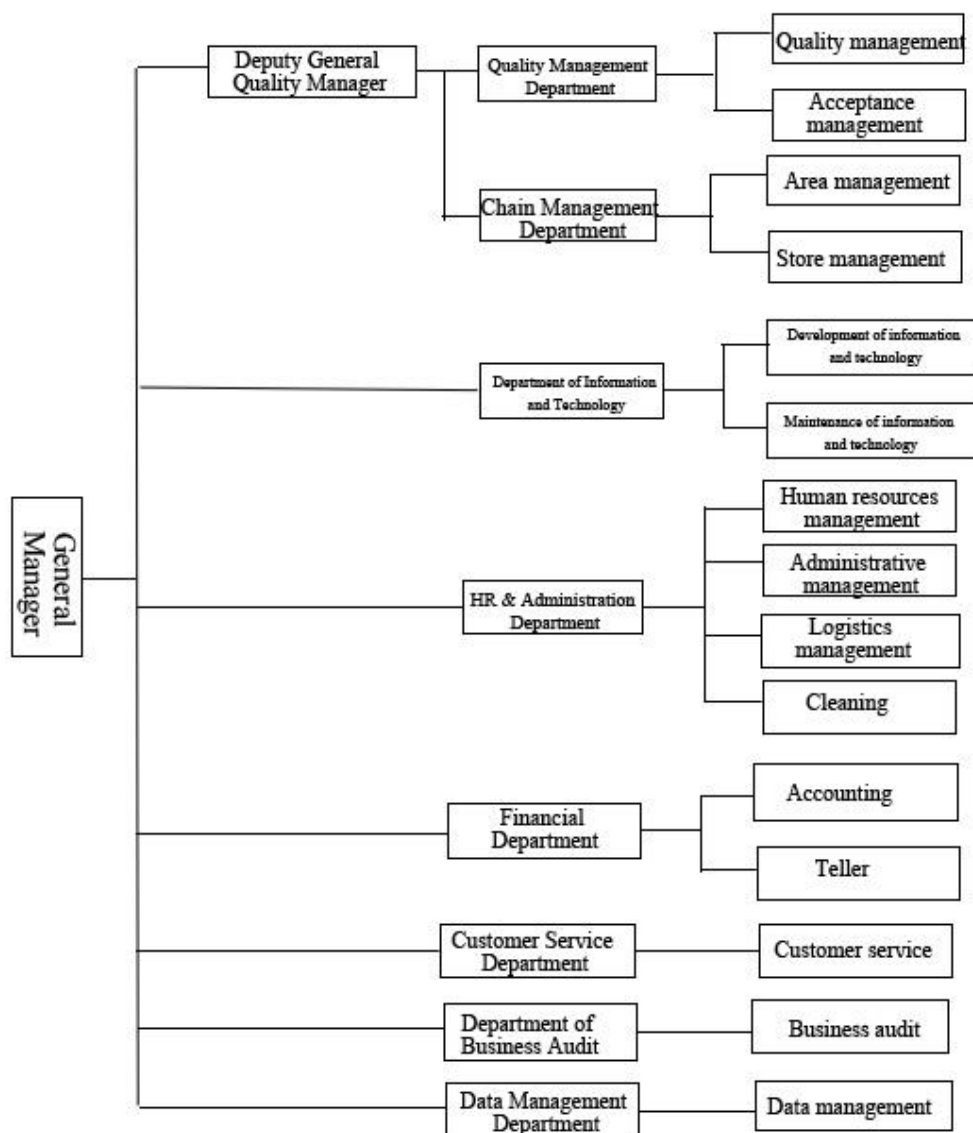 Deputy General
Quality Manager
Quality Management
Department
Quality management
Acceptance
management
Chain Management
Department
Area management
Store management
Department of Information
and Technology
Development of information
and technology
Maintenance of information
and technology
General
Manager
HR & Administration
Department
Human resources
management
Administrative
management
Logistics
management
Cleaning
Financial
Department
Accounting
Teller
Customer Service
Department
Customer service
Department of
Business Audit
Business audit
Data Management
Department
Data management